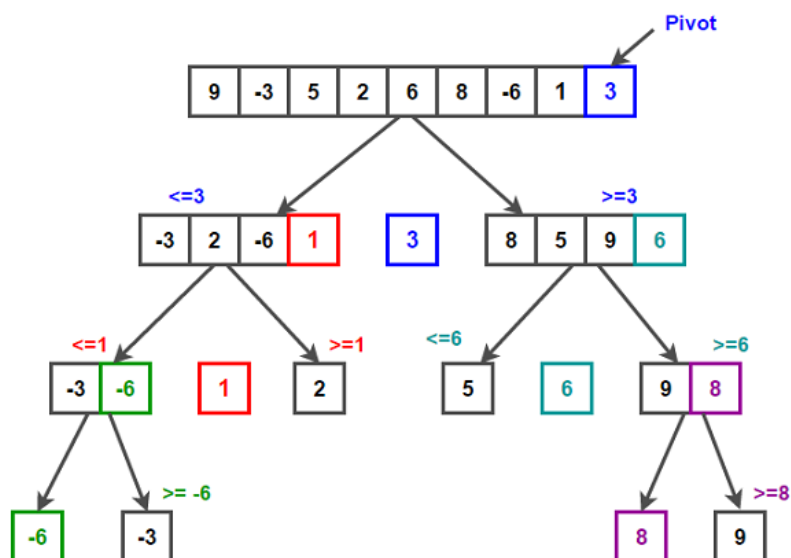 Pivot
9 -3 5 2 6 8 -6 1 3
<=3 >=3
-3 2 -6 1 3 8 5 9 6
<=1 >=1 <=6 >=6
-3 -6 1 2 5 6 9 8
>= -6 >=8
-6 -3 8 9